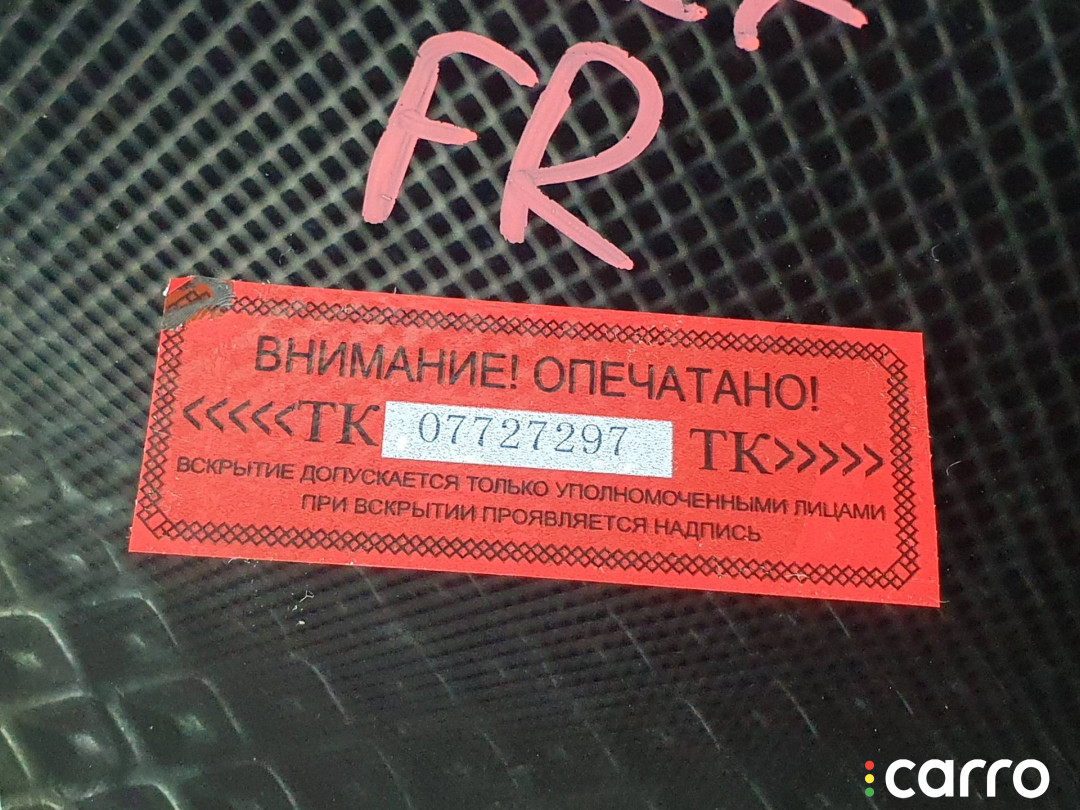 FR
ВНИМАНИЕ! ОПЕЧАТАНО!
<<<<<ТК 07727297 ТК>>>>>
ВСКРЫТИЕ ДОПУСКАЕТСЯ ТОЛЬКО УПОЛНОМОЧЕННЫМИ ЛИЦАМИ
ПРИ ВСКРЫТИИ ПРОЯВЛЯЕТСЯ НАДПИСЬ
carro